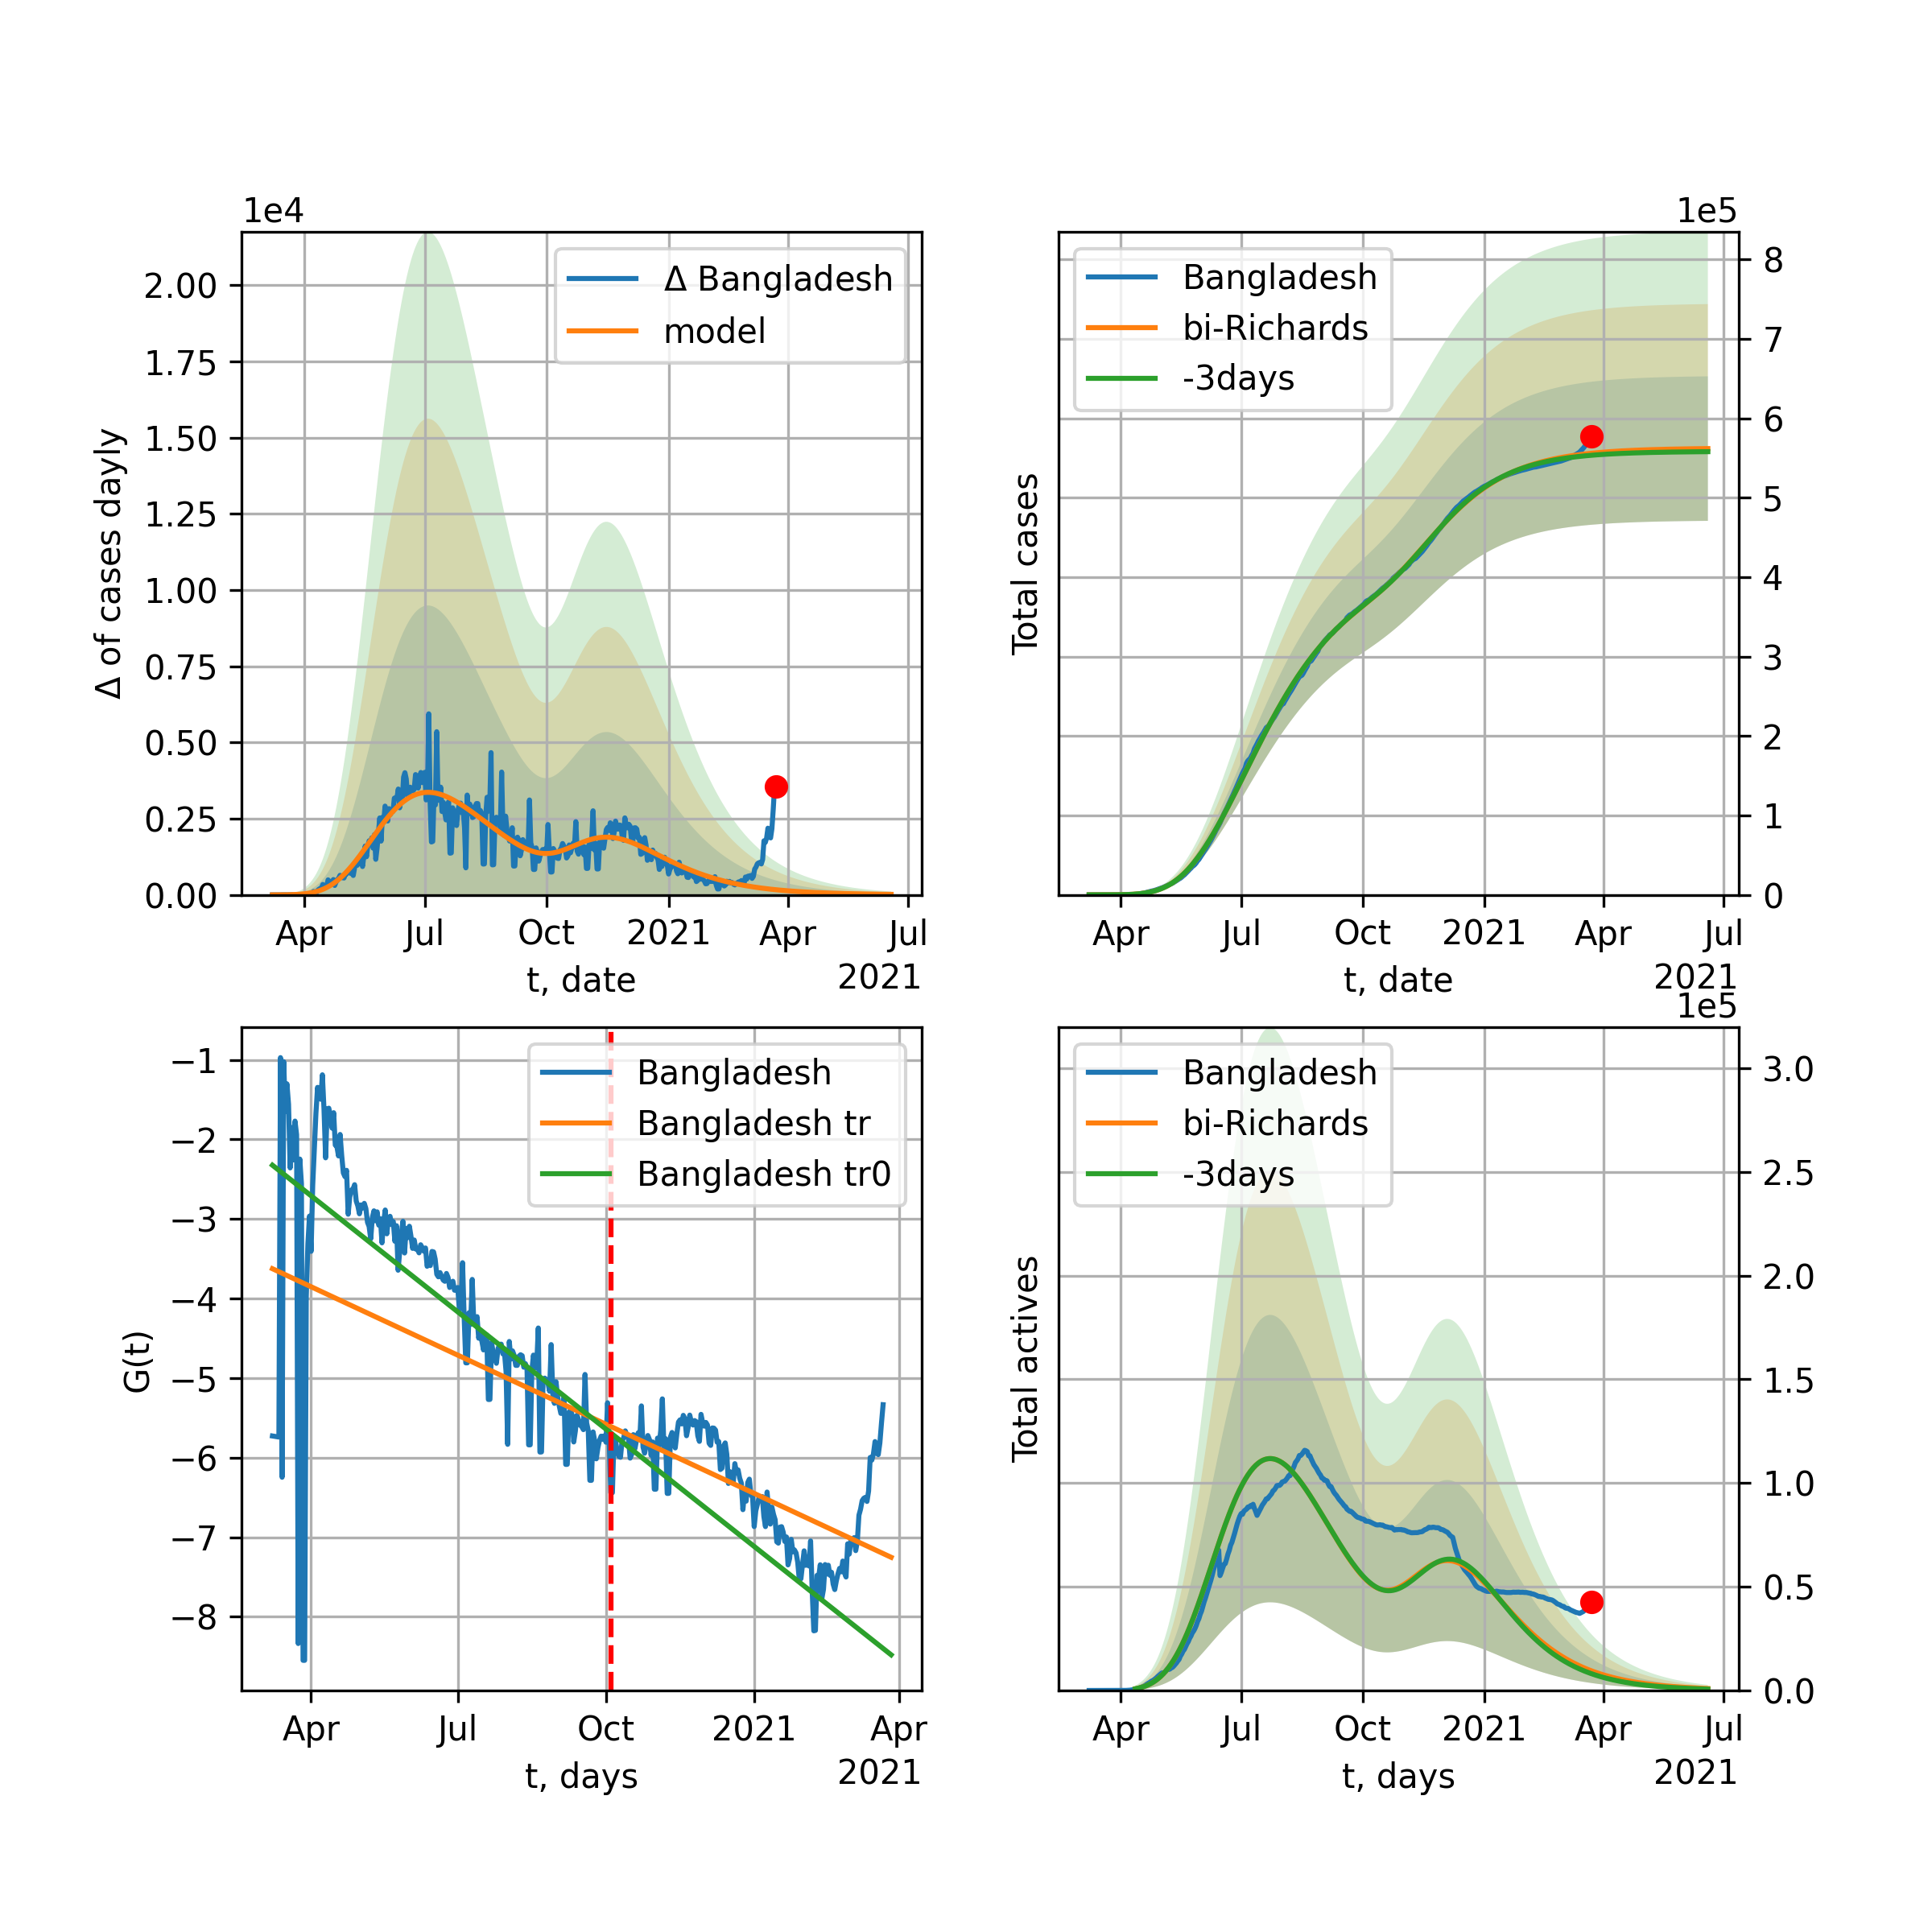 1e4
2.00
1.75
1.50
1.25
1.00
0.75
0.50
0.25
0.00
Δ of cases dayly
Δ Bangladesh
model
Apr Jul Oct 2021 Apr Jul
t, date
2021
1e5
Bangladesh
bi-Richards
-3days
Total cases
8
7
6
5
4
3
2
1
0
Apr Jul Oct 2021 Apr Jul
t, date
2021
−1
−2
−3
−4
−5
−6
−7
−8
G(t)
Bangladesh
Bangladesh tr
Bangladesh tr0
Apr Jul Oct 2021 Apr
t, days
2021
1e5
Bangladesh
bi-Richards
-3days
Total actives
3.0
2.5
2.0
1.5
1.0
0.5
0.0
Apr Jul Oct 2021 Apr Jul
t, days
2021